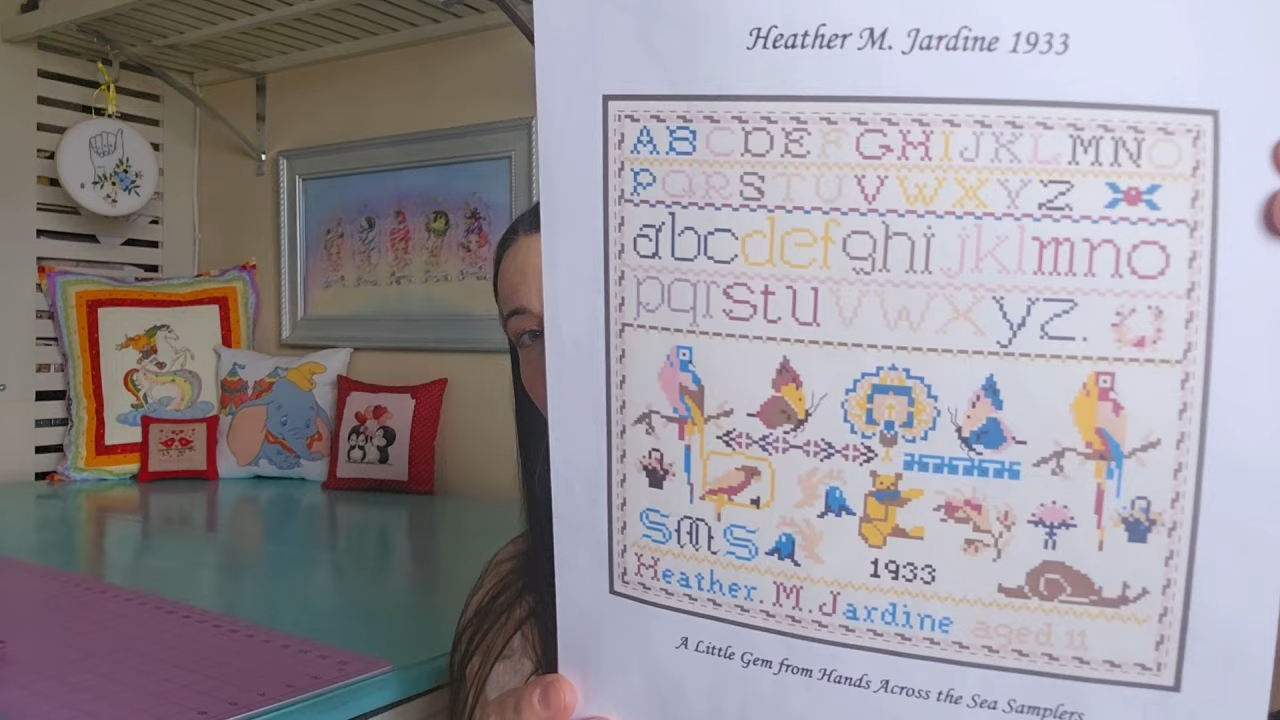 Heather M. Jardine 1933
ABCDEFGHIJKLMNO
PQRSTUVWXYZ
abcdefghijklmno
pqrstuvwxyz.
SmS
1933
Heather. M. Jardine aged 11
A Little Gem from Hands Across the Sea Samplers